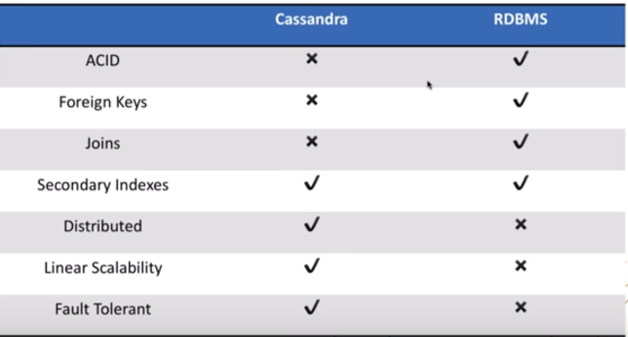 Cassandra RDBMS
ACID ✗ ✓
Foreign Keys ✗ ✓
Joins ✗ ✓
Secondary Indexes ✓ ✓
Distributed ✓ ✗
Linear Scalability ✓ ✗
Fault Tolerant ✓ ✗